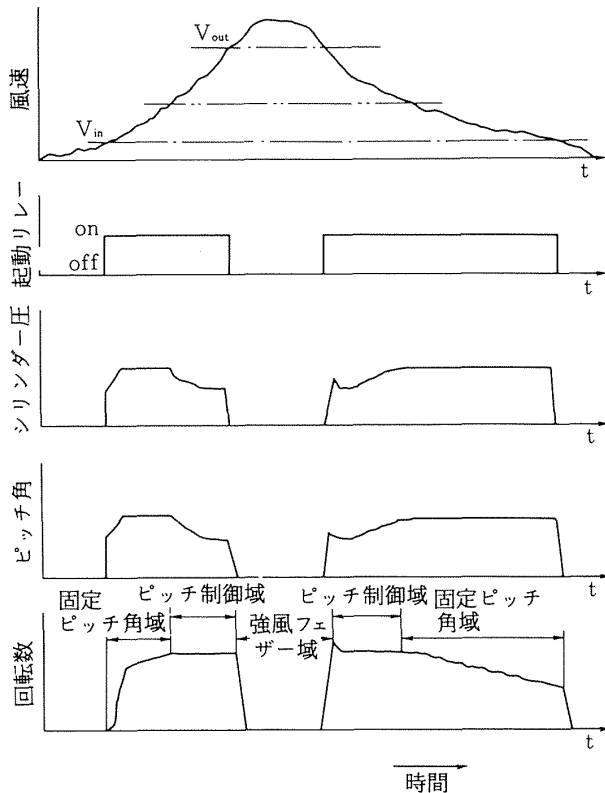 V_out
風速
V_in
t
起動リレー
on
off
t
シリンダー圧
t
ピッチ角
t
固定
ピッチ角域
ピッチ制御域
強風フェ
ザー域
ピッチ制御域
固定ピッチ
角域
回転数
t
時間